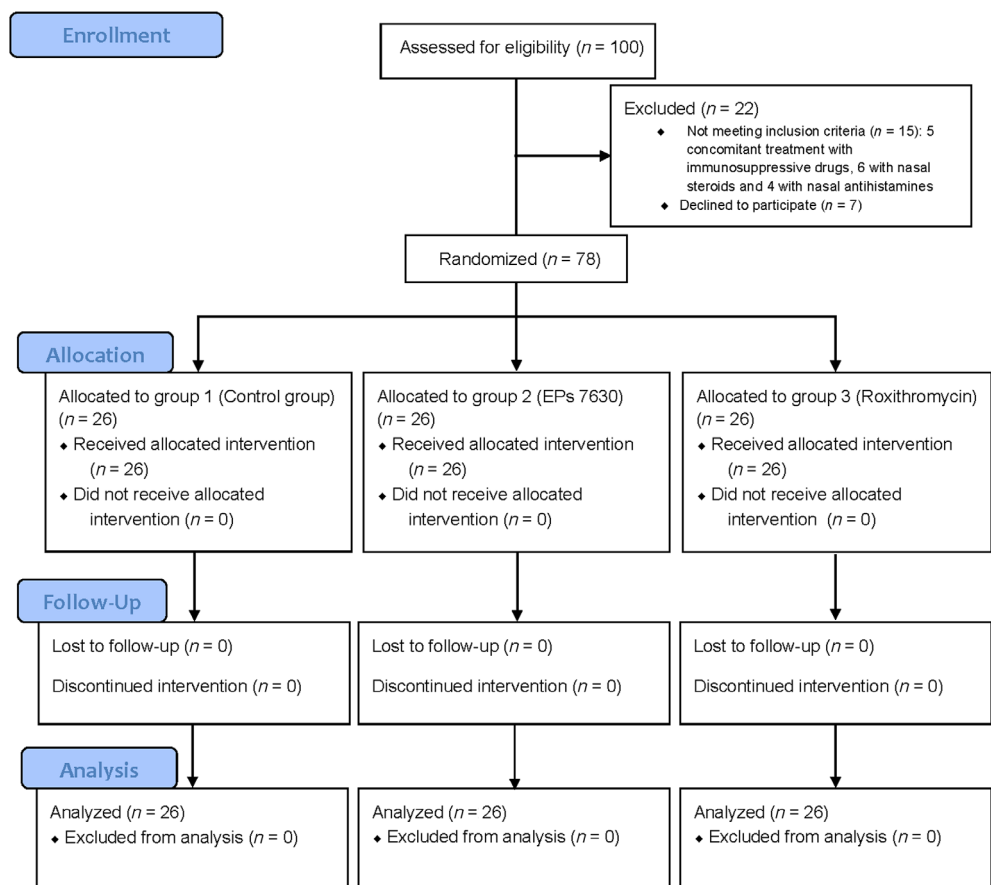 Enrollment
Assessed for eligibility (n = 100)
Excluded (n = 22)
◆ Not meeting inclusion criteria (n = 15): 5
concomitant treatment with
immunosuppressive drugs, 6 with nasal
steroids and 4 with nasal antihistamines
◆ Declined to participate (n = 7)
Randomized (n = 78)
Allocation
Allocated to group 1 (Control group)
(n = 26)
◆ Received allocated intervention
(n = 26)
◆ Did not receive allocated
intervention (n = 0)
Allocated to group 2 (EPs 7630)
(n = 26)
◆ Received allocated intervention
(n = 26)
◆ Did not receive allocated
intervention (n = 0)
Allocated to group 3 (Roxithromycin)
(n = 26)
◆ Received allocated intervention
(n = 26)
◆ Did not receive allocated
intervention (n = 0)
Follow-Up
Lost to follow-up (n = 0)
Discontinued intervention (n = 0)
Lost to follow-up (n = 0)
Discontinued intervention (n = 0)
Lost to follow-up (n = 0)
Discontinued intervention (n = 0)
Analysis
Analyzed (n = 26)
◆ Excluded from analysis (n = 0)
Analyzed (n = 26)
◆ Excluded from analysis (n = 0)
Analyzed (n = 26)
◆ Excluded from analysis (n = 0)